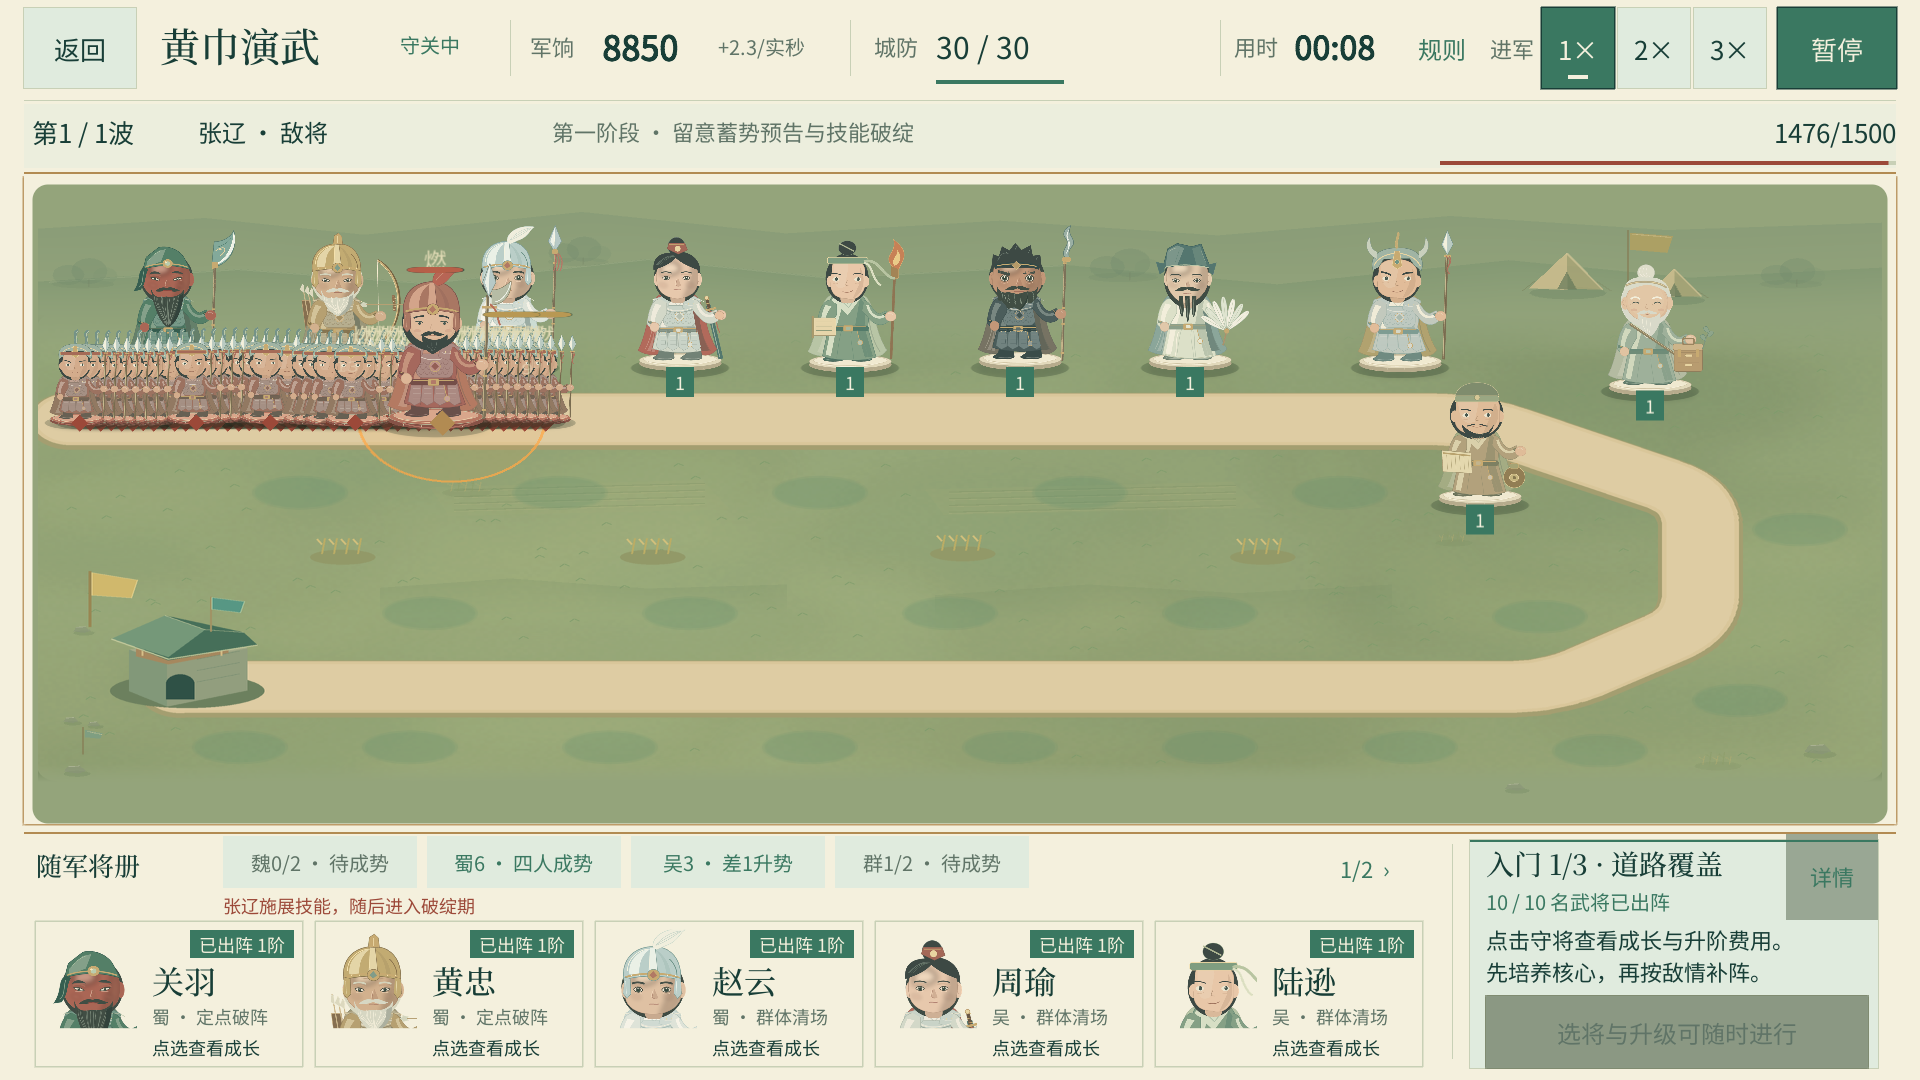 返回
黄巾演武
守关中
军饷 8850 +2.3/实秒
城防 30 / 30
用时 00:08
规则
进军 1× 2× 3×
暂停
第1 / 1波
张辽 · 敌将
第一阶段 · 留意蓄势预告与技能破绽
1476/1500
燃
1
1
1
1
1
1
随军将册
魏0/2 · 待成势
蜀6 · 四人成势
吴3 · 差1升势
群1/2 · 待成势
1/2 ›
张辽施展技能，随后进入破绽期
已出阵 1阶
关羽
蜀 · 定点破阵
点选查看成长
已出阵 1阶
黄忠
蜀 · 定点破阵
点选查看成长
已出阵 1阶
赵云
蜀 · 群体清场
点选查看成长
已出阵 1阶
周瑜
吴 · 群体清场
点选查看成长
已出阵 1阶
陆逊
吴 · 群体清场
点选查看成长
入门 1/3 · 道路覆盖
详情
10 / 10 名武将已出阵
点击守将查看成长与升阶费用。
先培养核心，再按敌情补阵。
选将与升级可随时进行